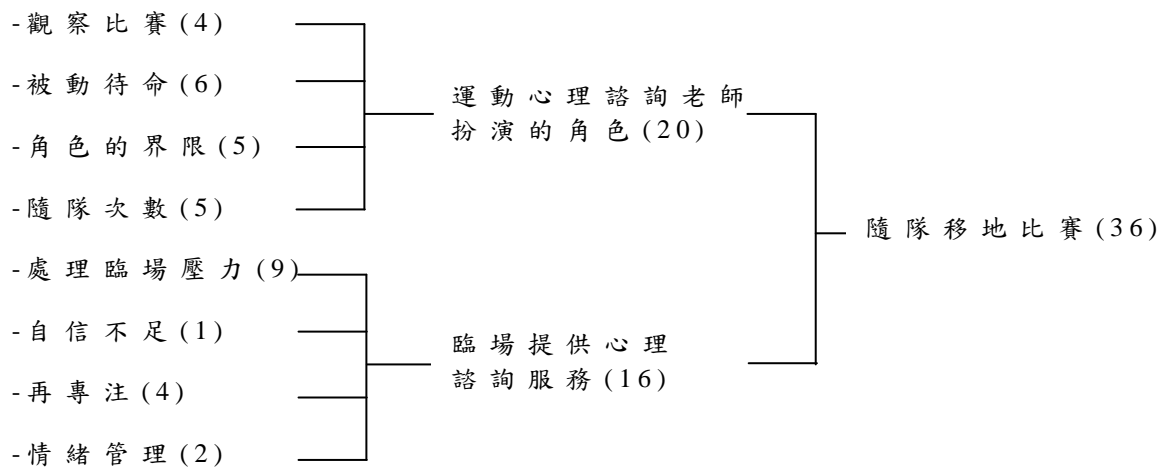 -觀察比賽(4)
-被動待命(6)
-角色的界限(5)
-隨隊次數(5)
-處理臨場壓力(9)
-自信不足(1)
-再專注(4)
-情緒管理(2)
運動心理諮詢老師
扮演的角色(20)
臨場提供心理
諮詢服務(16)
隨隊移地比賽(36)